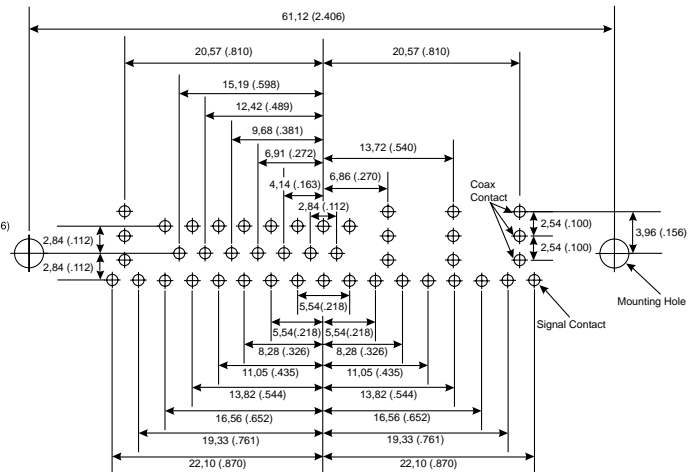 61,12 (2.406)
20,57 (.810) 20,57 (.810)
15,19 (.598)
12,42 (.489)
9,68 (.381)
13,72 (.540)
6,91 (.272)
6,86 (.270)
4,14 (.163)
Coax
Contact
2,84 (.112)
6)
2,84 (.112)
2,54 (.100)
3,96 (.156)
2,54 (.100)
2,84 (.112)
Mounting Hole
5,54 (.218)
Signal Contact
5,54(.218) 5,54(.218)
8,28 (.326) 8,28 (.326)
11,05 (.435) 11,05 (.435)
13,82 (.544) 13,82 (.544)
16,56 (.652) 16,56 (.652)
19,33 (.761) 19,33 (.761)
22,10 (.870) 22,10 (.870)